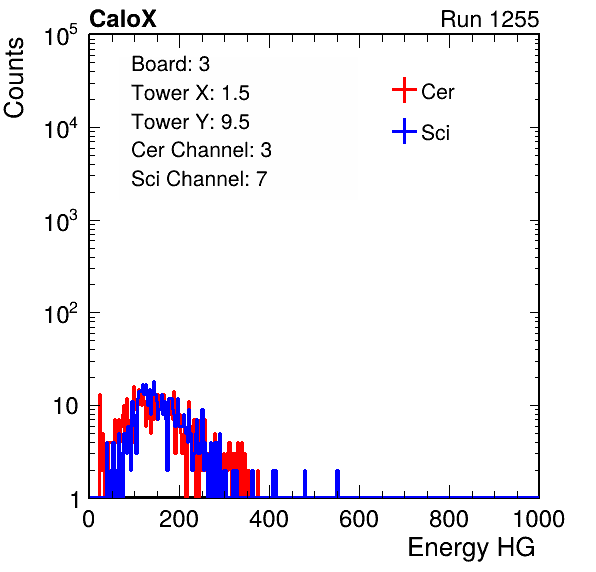 CaloX Run 1255
Counts
10^5
10^4
10^3
10^2
10
1
Board: 3
Tower X: 1.5
Tower Y: 9.5
Cer Channel: 3
Sci Channel: 7
Cer
Sci
0 200 400 600 800 1000
Energy HG